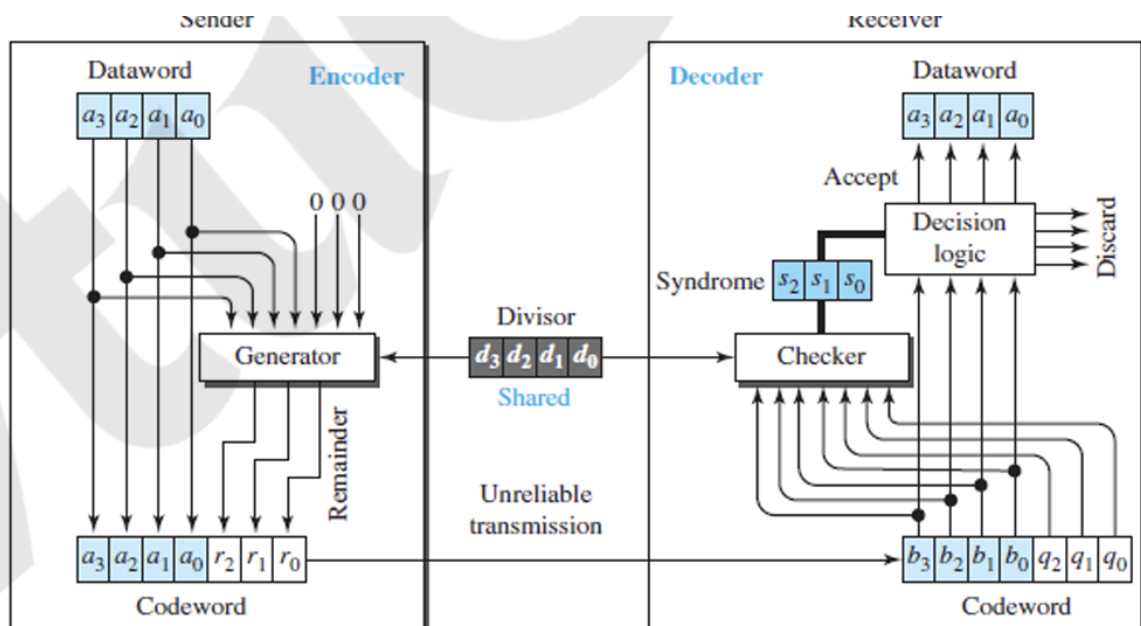 Sender
Receiver
Dataword
Encoder
a3 a2 a1 a0
0 0 0
Generator
Remainder
a3 a2 a1 a0 r2 r1 r0
Codeword
Divisor
d3 d2 d1 d0
Shared
Unreliable
transmission
Decoder
Dataword
a3 a2 a1 a0
Accept
Decision
logic
Discard
Syndrome
s2 s1 s0
Checker
b3 b2 b1 b0 q2 q1 q0
Codeword